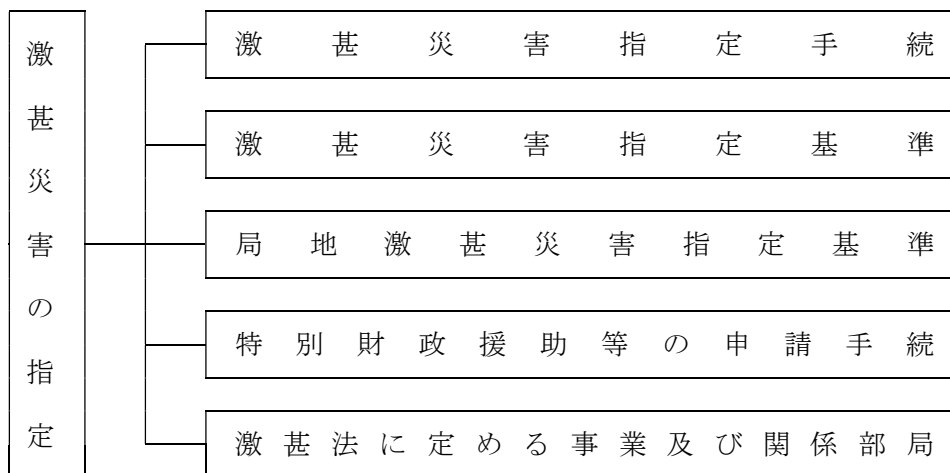 激甚災害の指定
激甚災害指定手続
激甚災害指定基準
局地激甚災害指定基準
特別財政援助等の申請手続
激甚法に定める事業及び関係部局